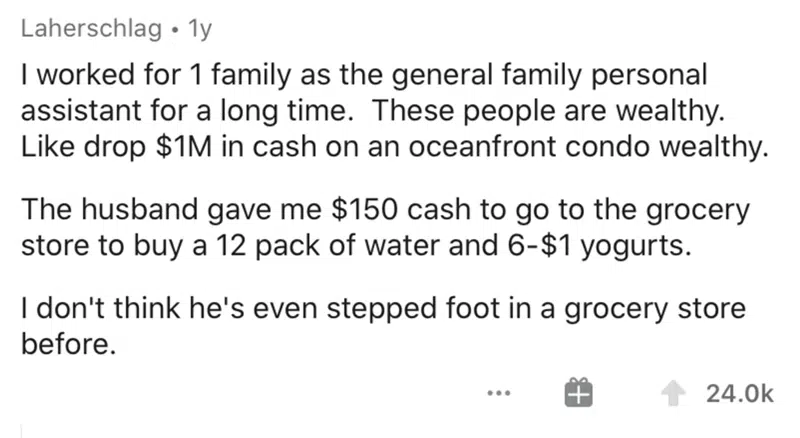 Laherschlag • 1y
I worked for 1 family as the general family personal
assistant for a long time.  These people are wealthy.
Like drop $1M in cash on an oceanfront condo wealthy.
The husband gave me $150 cash to go to the grocery
store to buy a 12 pack of water and 6-$1 yogurts.
I don't think he's even stepped foot in a grocery store
before.
24.0k